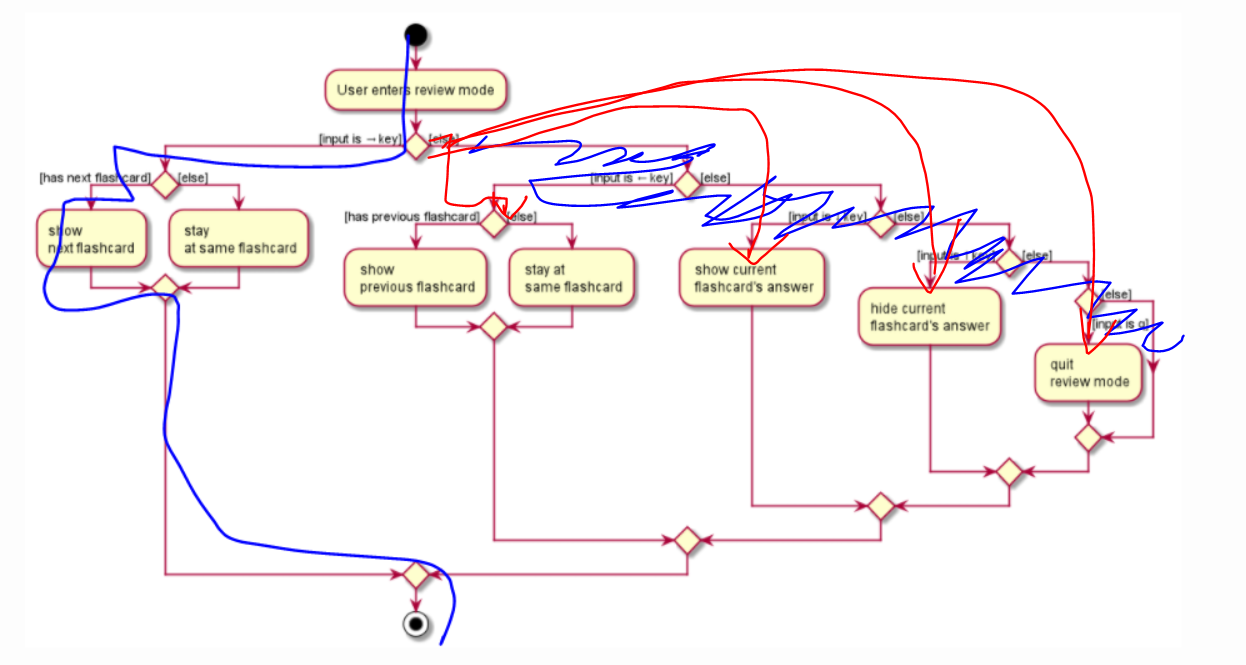 User enters review mode
[input is →key]
[else]
[has next flashcard]
[else]
[input is ←key]
[else]
show
next flashcard
stay
at same flashcard
[has previous flashcard]
[else]
[input is ↓key]
[else]
show
previous flashcard
stay at
same flashcard
show current
flashcard's answer
[input is
key]
[else]
hide current
flashcard's answer
[else]
[input is q]
quit
review mode